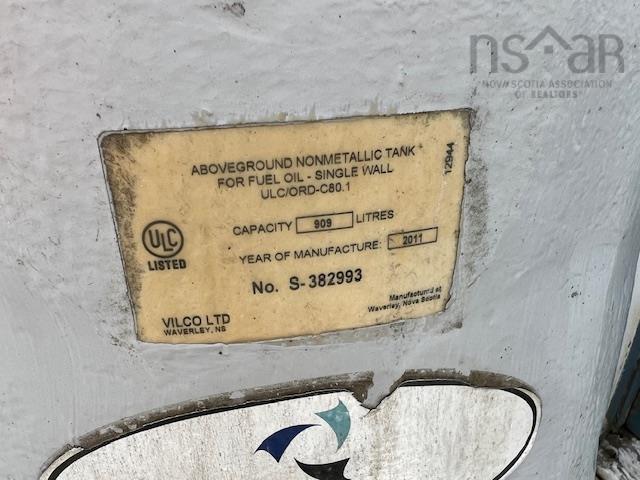 nsar
NOVA SCOTIA ASSOCIATION
OF REALTORS®
ABOVEGROUND NONMETALLIC TANK
FOR FUEL OIL - SINGLE WALL
ULC/ORD-C80.1
12944
CAPACITY 909 LITRES
YEAR OF MANUFACTURE: 2011
ULC
LISTED
No. S-382993
VILCO LTD
WAVERLEY, NS
Manufactured at
Waverley, Nova Scotia